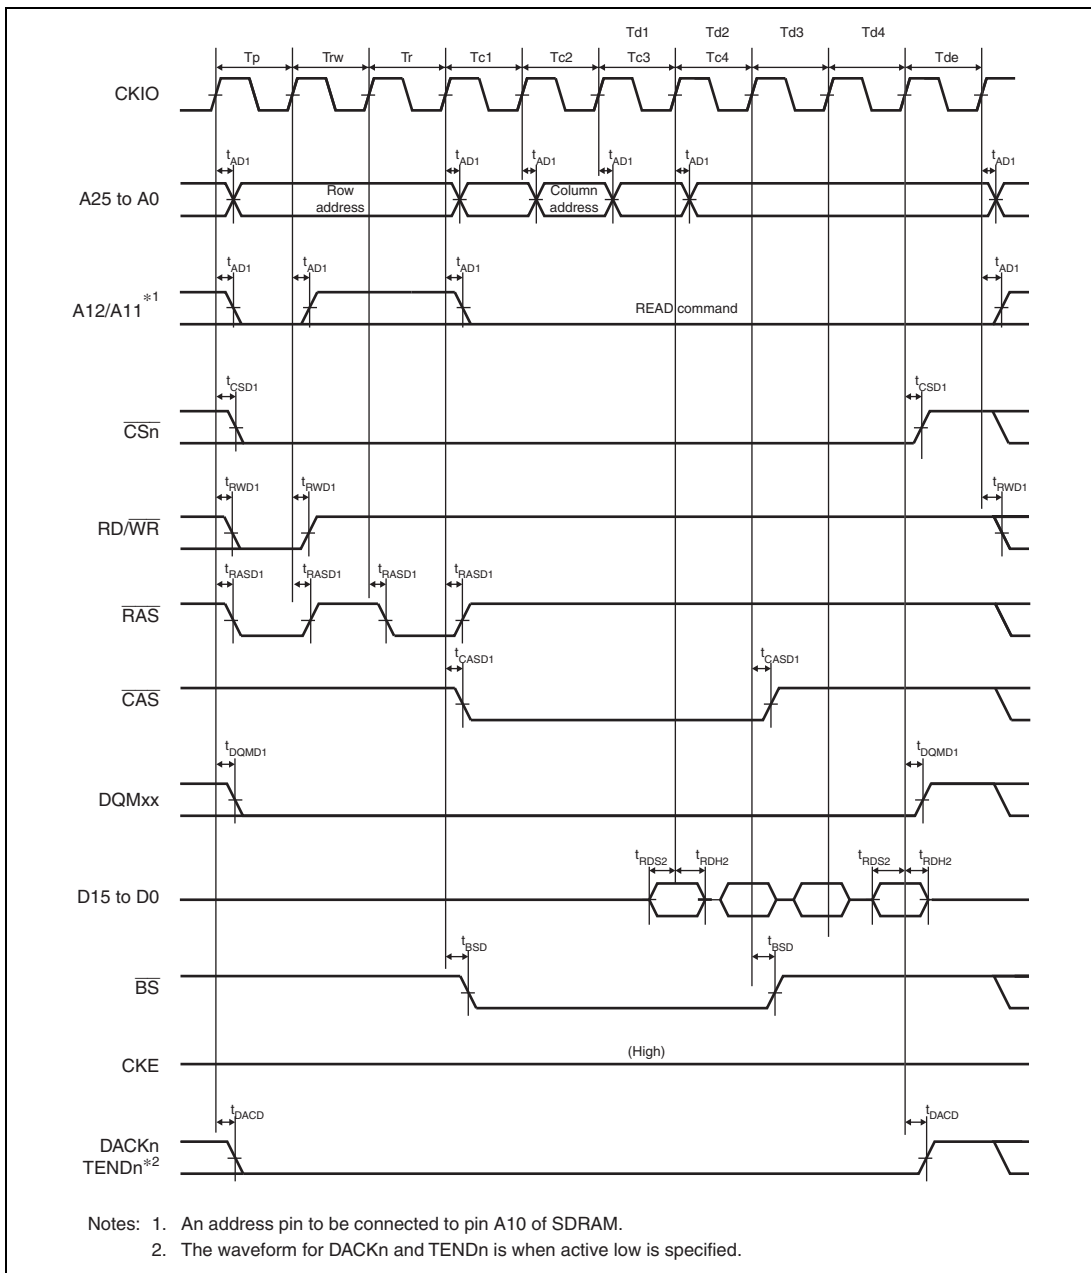 Td1 Td2 Td3 Td4
Tp Trw Tr Tc1 Tc2 Tc3 Tc4 Tde
CKIO
tAD1 tAD1 tAD1 tAD1 tAD1 tAD1
A25 to A0
Row address
Column address
tAD1 tAD1 tAD1 tAD1
A12/A11*1
READ command
tCSD1 tCSD1
CSn
tRWD1 tRWD1 tRWD1
RD/WR
tRASD1 tRASD1 tRASD1 tRASD1
RAS
tCASD1 tCASD1
CAS
tDQMD1 tDQMD1
DQMxx
tRDS2 tRDH2 tRDS2 tRDH2
D15 to D0
tBSD tBSD
BS
(High)
CKE
tDACD tDACD
DACKn
TENDn*2
Notes: 1. An address pin to be connected to pin A10 of SDRAM.
2. The waveform for DACKn and TENDn is when active low is specified.